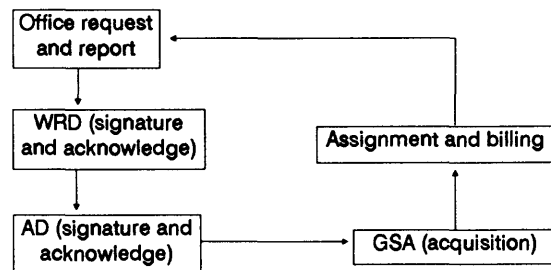 Office request
and report
WRD (signature
and acknowledge)
Assignment and billing
AD (signature and
acknowledge)
GSA (acquisition)